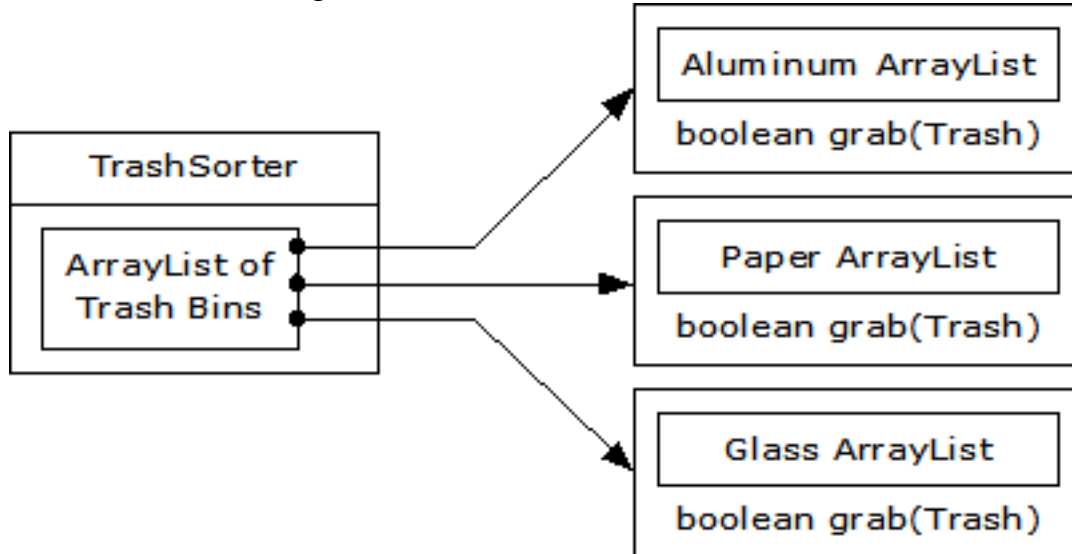 TrashSorter
ArrayList of
Trash Bins
Aluminum ArrayList
boolean grab(Trash)
Paper ArrayList
boolean grab(Trash)
Glass ArrayList
boolean grab(Trash)